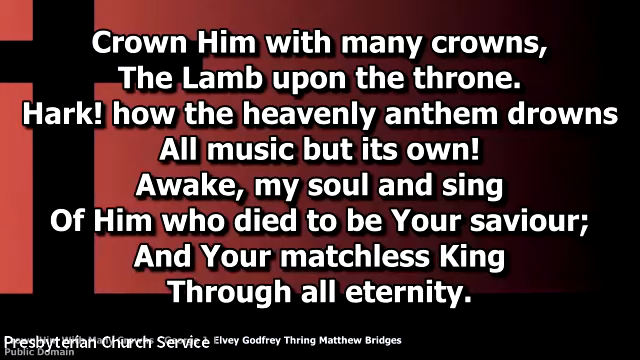 Crown Him with many crowns,
The Lamb upon the throne.
Hark! how the heavenly anthem drowns
All music but its own!
Awake, my soul and sing
Of Him who died to be Your saviour;
And Your matchless King
Through all eternity.
Presbyterian Church Service
Elvey Godfrey Thring Matthew Bridges
Public Domain